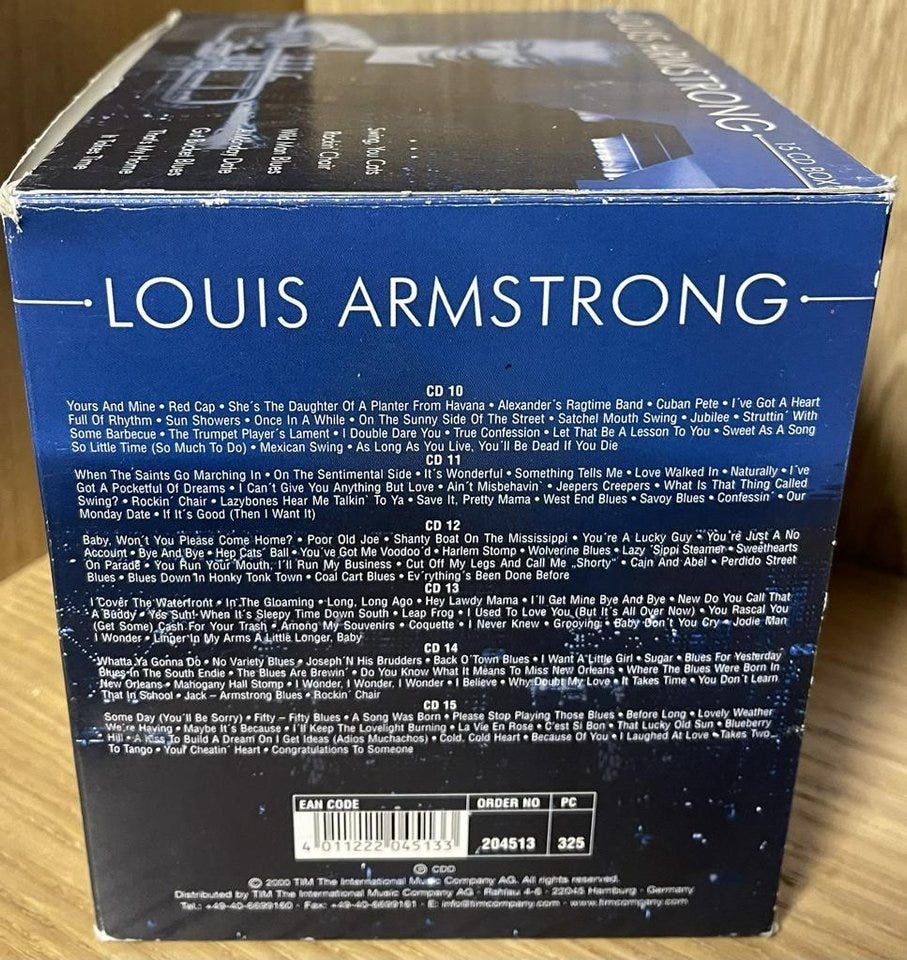 LOUIS ARMSTRONG
15 CD BOX
Swing You Cats
Rockin' Chair
Wild Man Blues
A Monday Date
Gut Bucket Blues
That's My Home
It Takes Time
LOUIS ARMSTRONG
CD 10
Yours And Mine • Red Cap • She´s The Daughter Of A Planter From Havana • Alexander´s Ragtime Band • Cuban Pete • I´ve Got A Heart
Full Of Rhythm • Sun Showers • Once In A While • On The Sunny Side Of The Street • Satchel Mouth Swing • Jubilee • Struttin´ With
Some Barbecue • The Trumpet Player´s Lament • I Double Dare You • True Confession • Let That Be A Lesson To You • Sweet As A Song
So Little Time (So Much To Do) • Mexican Swing • As Long As You Live, You´ll Be Dead If You Die
CD 11
When The Saints Go Marching In • On The Sentimental Side • It´s Wonderful • Something Tells Me • Love Walked In • Naturally • I´ve
Got A Pocketful Of Dreams • I Can´t Give You Anything But Love • Ain´t Misbehavin´ • Jeepers Creepers • What Is That Thing Called
Swing? • Rockin´ Chair • Lazybones Hear Me Talkin´ To Ya • Save It, Pretty Mama • West End Blues • Savoy Blues • Confessin´ • Our
Monday Date • If It´s Good (Then I Want It)
CD 12
Baby, Won´t You Please Come Home? • Poor Old Joe • Shanty Boat On The Mississippi • You´re A Lucky Guy • You´re Just A No
Account • Bye And Bye • Hep Cats´ Ball • You´ve Got Me Voodoo´d • Harlem Stomp • Wolverine Blues • Lazy ´Sippi Steamer • Sweethearts
On Parade • You Run Your Mouth, I´ll Run My Business • Cut Off My Legs And Call Me „Shorty“ • Cain And Abel • Perdido Street
Blues • Blues Down In Honky Tonk Town • Coal Cart Blues • Ev´rything´s Been Done Before
CD 13
I Cover The Waterfront • In The Gloaming • Long, Long Ago • Hey Lawdy Mama • I´ll Get Mine Bye And Bye • New Do You Call That
A Buddy • Yes Suh! • When It´s Sleepy Time Down South • Leap Frog • I Used To Love You (But It´s All Over Now) • You Rascal You
(Get Some) Cash For Your Trash • Among My Souvenirs • Coquette • I Never Knew • Grooving • Baby Don´t You Cry • Jodie Man
I Wonder • Linger In My Arms A Little Longer, Baby
CD 14
Whatta Ya Gonna Do • No Variety Blues • Joseph´N His Brudders • Back O´Town Blues • I Want A Little Girl • Sugar • Blues For Yesterday
Blues In The South Endie • The Blues Are Brewin´ • Do You Know What It Means To Miss New Orleans • Where The Blues Were Born In
New Orleans • Mahogany Hall Stomp • I Wonder, I Wonder, I Wonder • I Believe • Why Doubt My Love • It Takes Time • You Don´t Learn
That In School • Jack – Armstrong Blues • Rockin´ Chair
CD 15
Some Day (You´ll Be Sorry) • Fifty – Fifty Blues • A Song Was Born • Please Stop Playing Those Blues • Before Long • Lovely Weather
We´re Having • Maybe It´s Because • I´ll Keep The Lovelight Burning • La Vie En Rose • C´est Si Bon • That Lucky Old Sun • Blueberry
Hill • A Kiss To Build A Dream On I Get Ideas (Adios Muchachos) • Cold, Cold Heart • Because Of You • I Laughed At Love • Takes Two
To Tango • Your Cheatin´ Heart • Congratulations To Someone
EAN CODE ORDER NO PC
4 011222 045133 204513 325
Ⓟ CDD
© 2000 TIM The International Music Company AG. All rights reserved.
Distributed by TIM The International Music Company AG · Rahlau 4-6 · 22045 Hamburg · Germany
Tel.: +49-40-6699160 · Fax: +49-40-6699161 · E: info@timcompany.com · www.timcompany.com